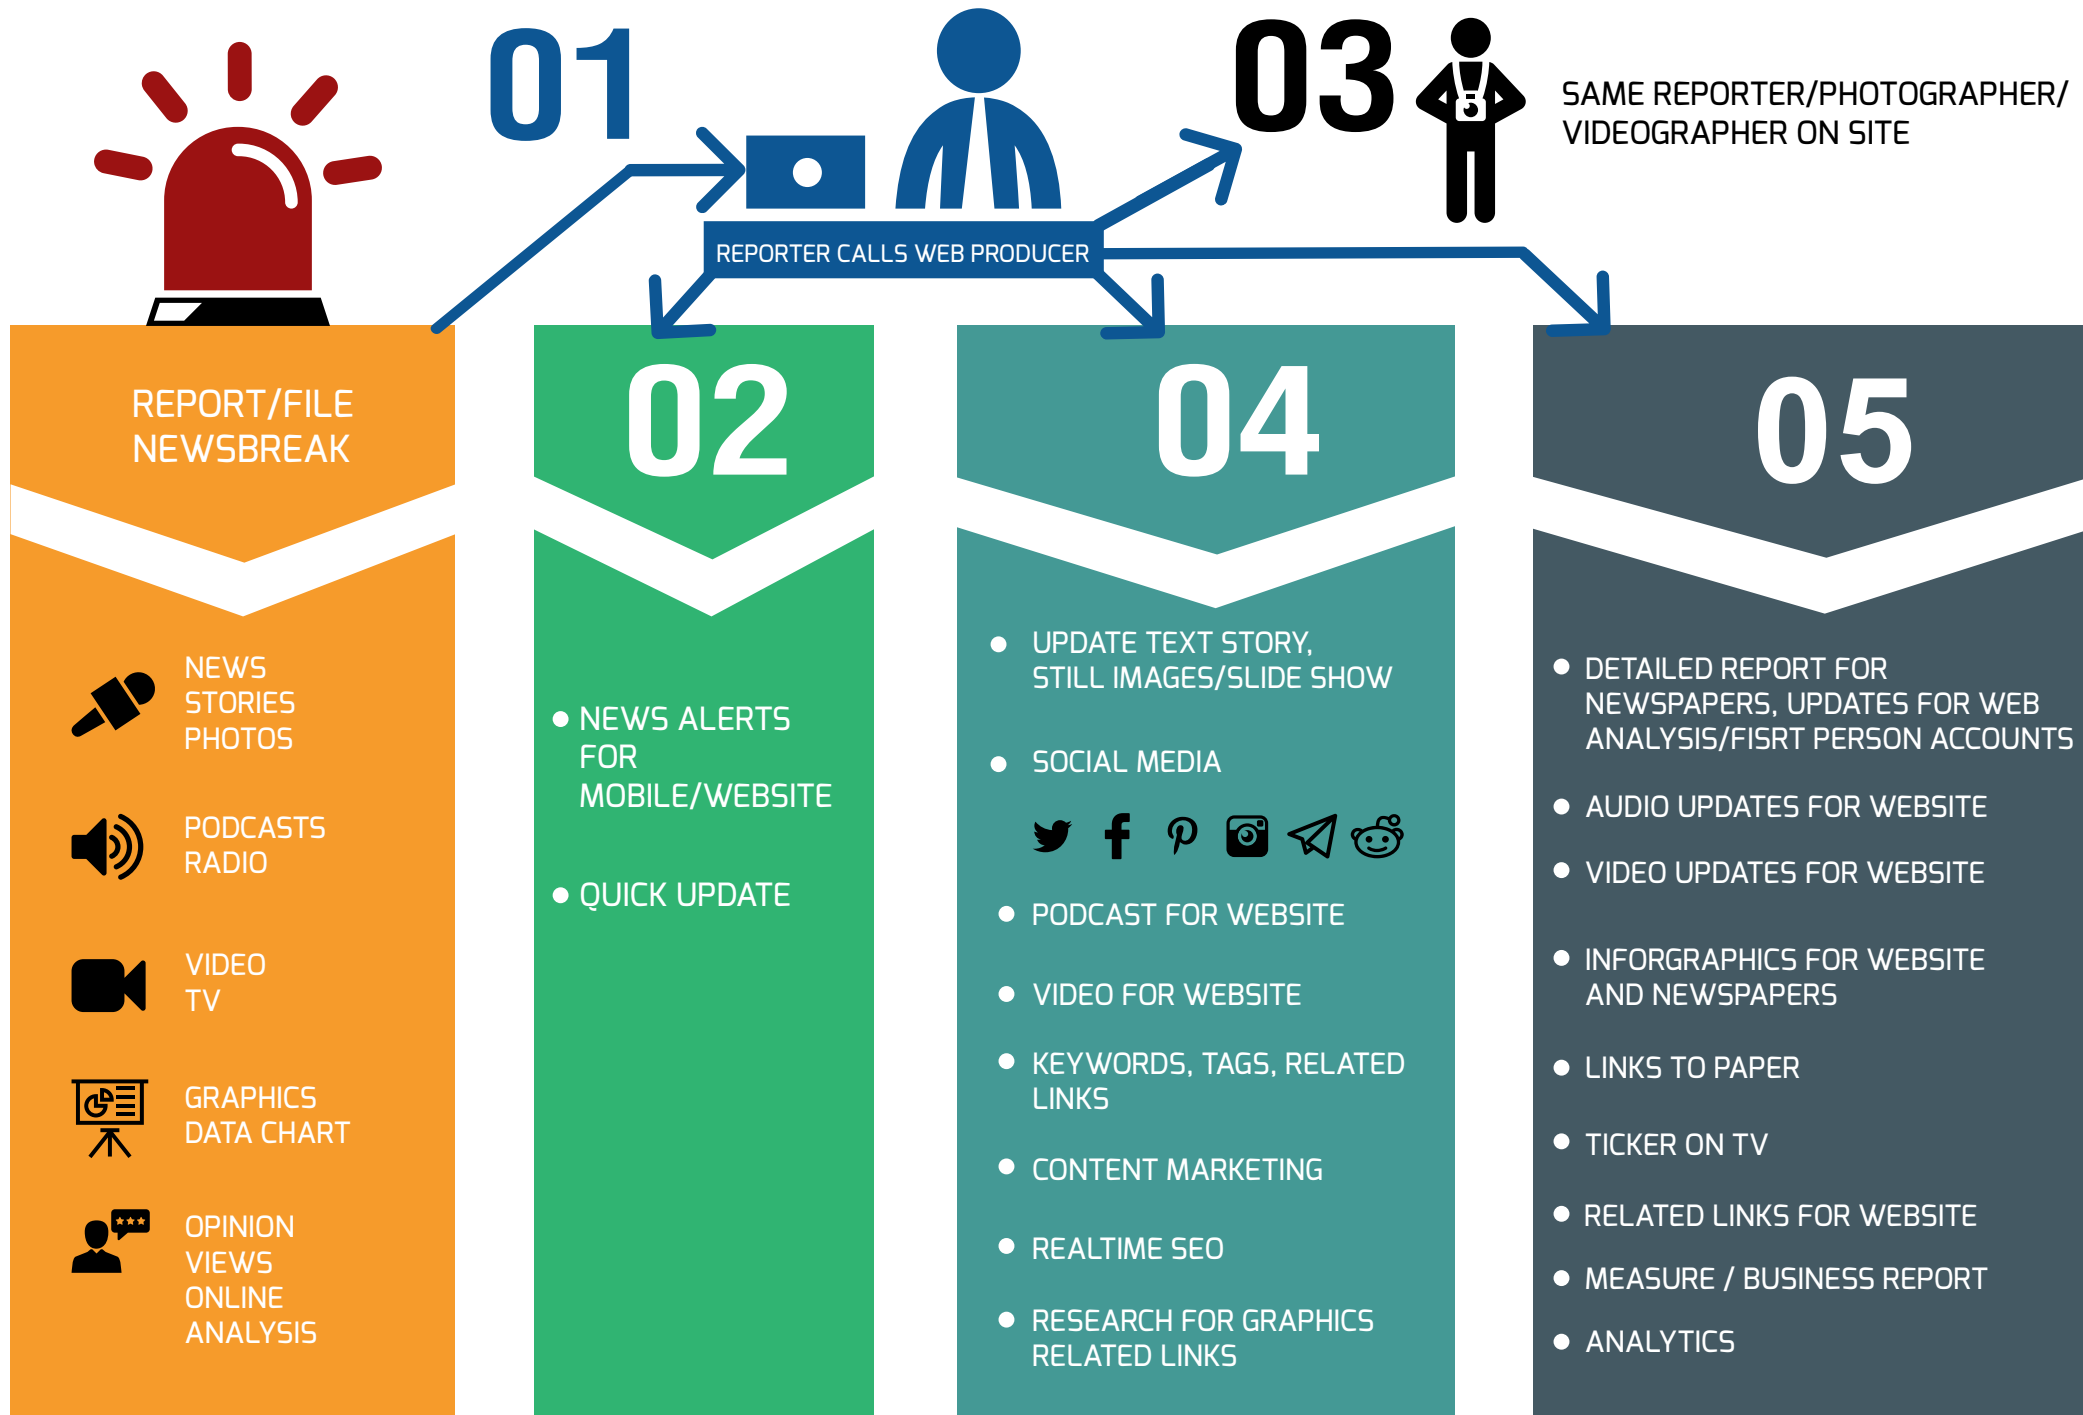 01
03
SAME REPORTER/PHOTOGRAPHER/
VIDEOGRAPHER ON SITE
REPORTER CALLS WEB PRODUCER
REPORT/FILE
NEWSBREAK
NEWS
STORIES
PHOTOS
PODCASTS
RADIO
VIDEO
TV
GRAPHICS
DATA CHART
OPINION
VIEWS
ONLINE
ANALYSIS
02
NEWS ALERTS
FOR
MOBILE/WEBSITE
QUICK UPDATE
04
UPDATE TEXT STORY,
STILL IMAGES/SLIDE SHOW
SOCIAL MEDIA
PODCAST FOR WEBSITE
VIDEO FOR WEBSITE
KEYWORDS, TAGS, RELATED
LINKS
CONTENT MARKETING
REALTIME SEO
RESEARCH FOR GRAPHICS
RELATED LINKS
05
DETAILED REPORT FOR
NEWSPAPERS, UPDATES FOR WEB
ANALYSIS/FISRT PERSON ACCOUNTS
AUDIO UPDATES FOR WEBSITE
VIDEO UPDATES FOR WEBSITE
INFORGRAPHICS FOR WEBSITE
AND NEWSPAPERS
LINKS TO PAPER
TICKER ON TV
RELATED LINKS FOR WEBSITE
MEASURE / BUSINESS REPORT
ANALYTICS